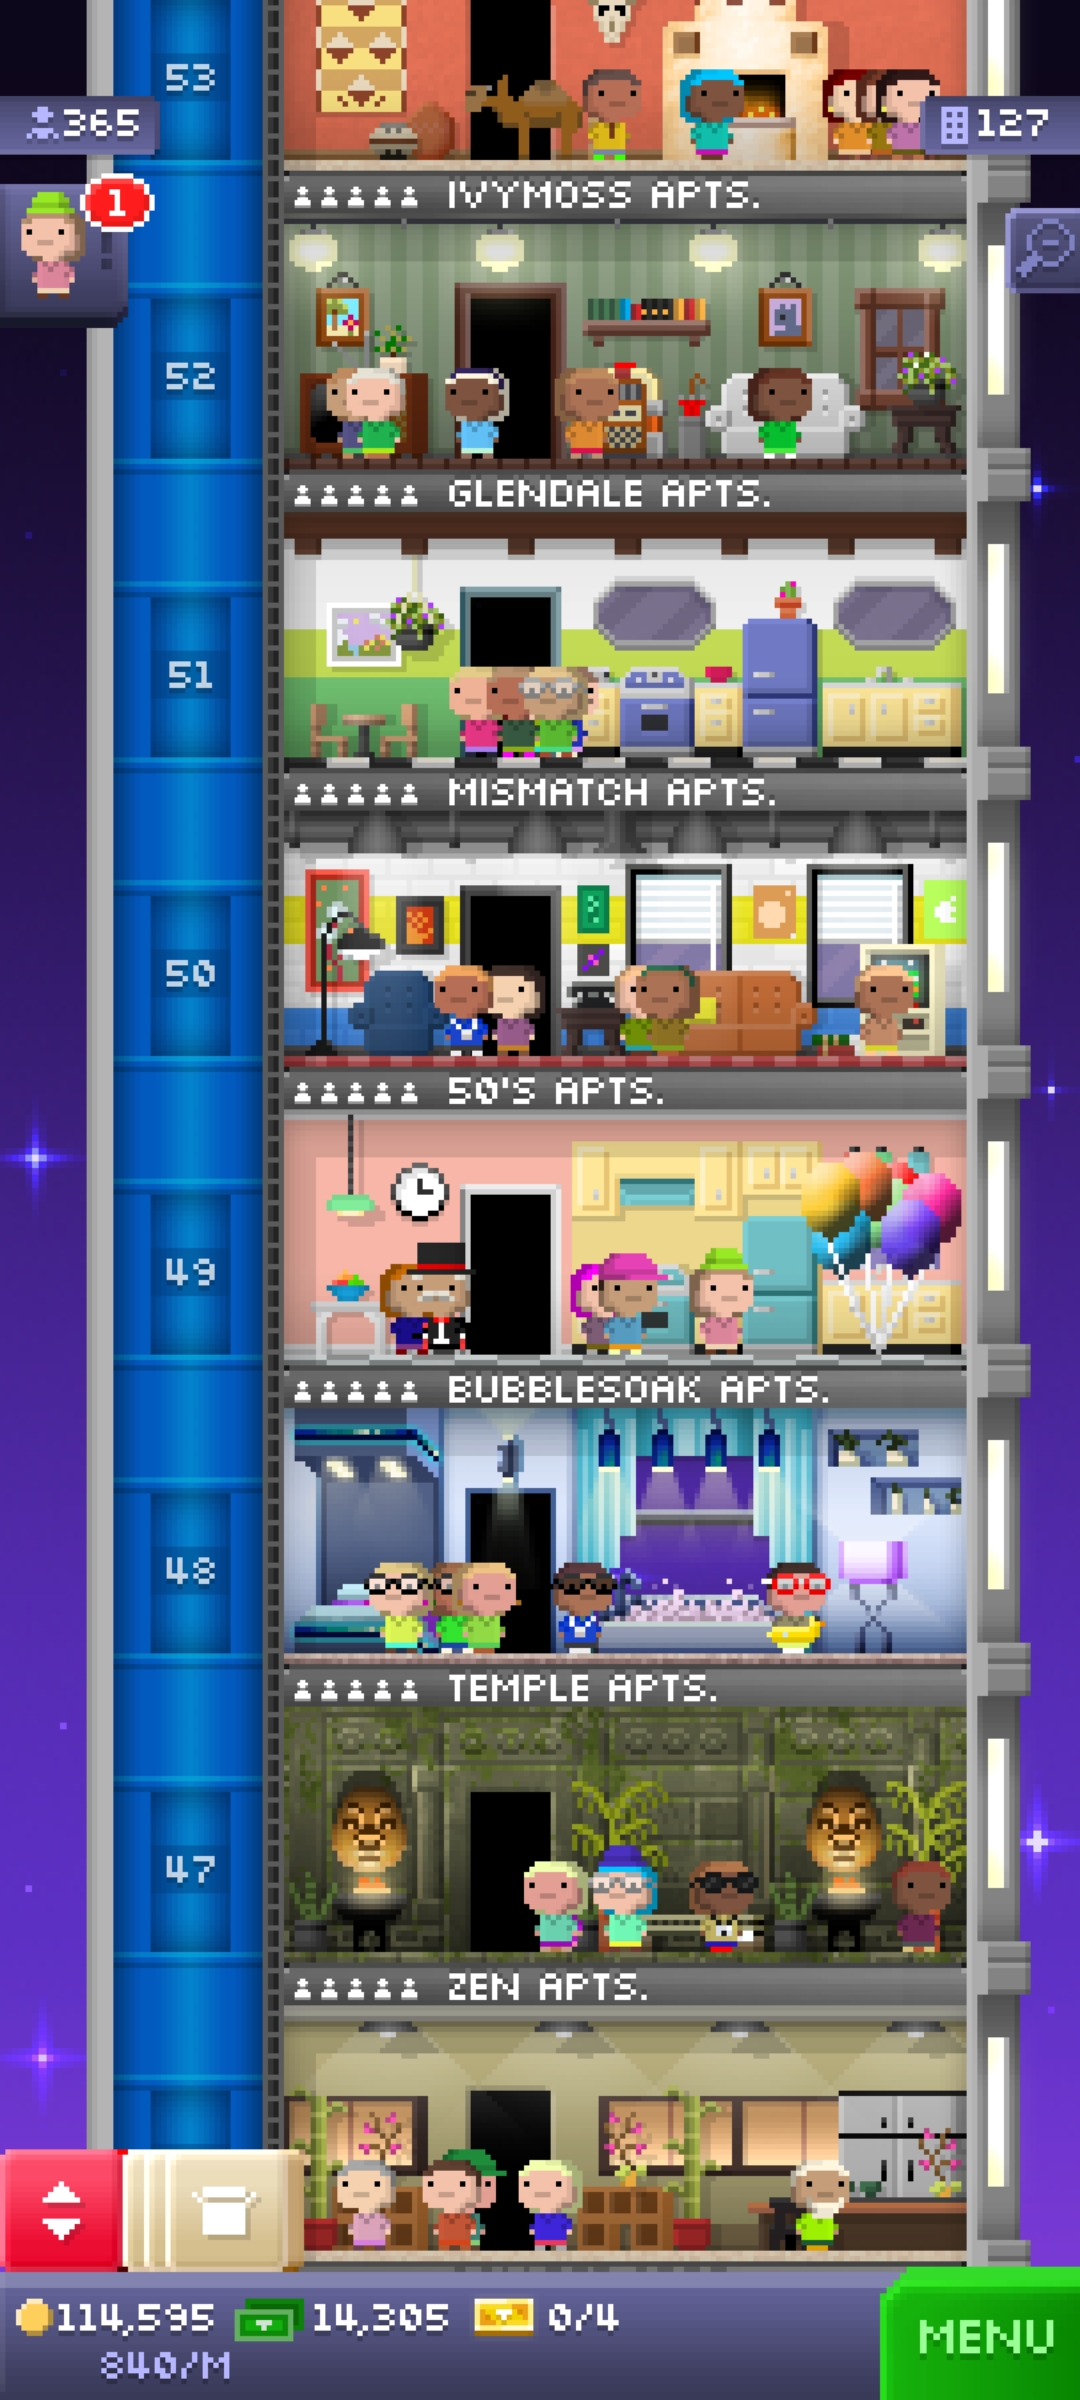 53
365
127
1
IVYMOSS APTS.
52
GLENDALE APTS.
51
MISMATCH APTS.
50
50'S APTS.
49
BUBBLESOAK APTS.
48
TEMPLE APTS.
47
ZEN APTS.
114,595 14,305 0/4
840/M
MENU